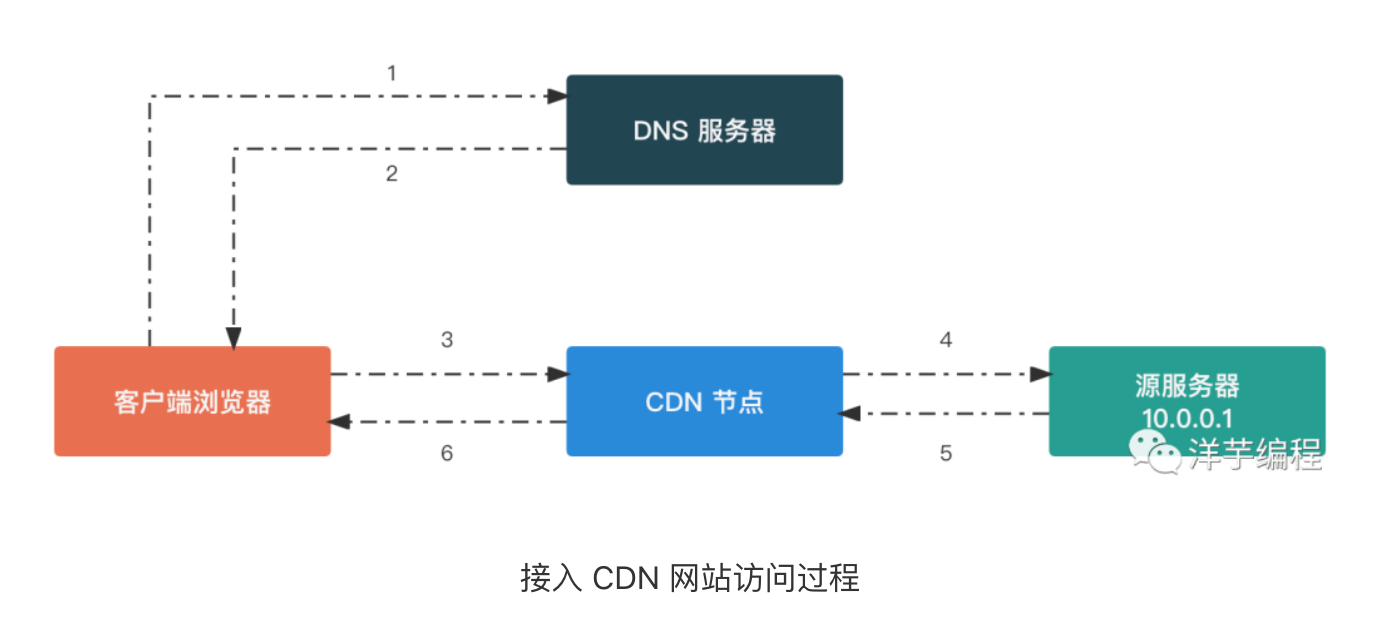 1
DNS 服务器
2
3
4
客户端浏览器
CDN 节点
源服务器
10.0.0.1
洋芋编程
6
5
接入 CDN 网站访问过程